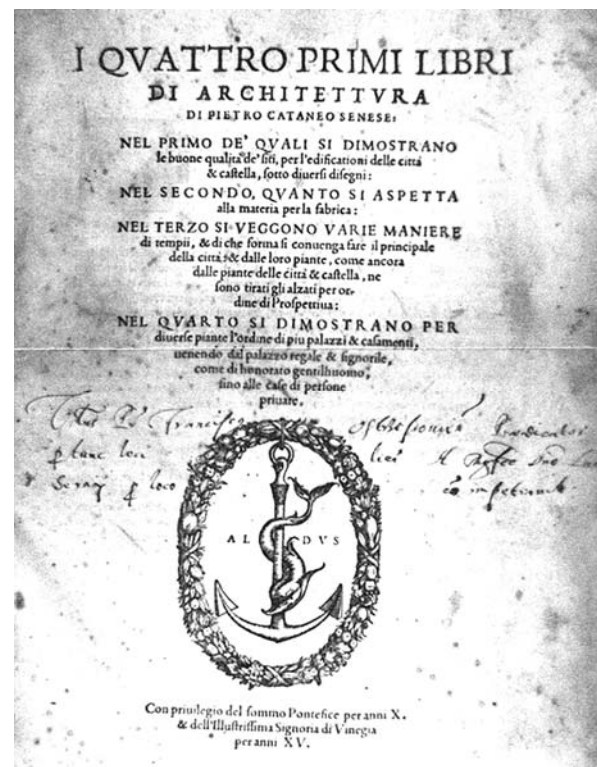 I QVATTRO PRIMI LIBRI
DI ARCHITETTVRA
DI PIETRO CATANEO SENESE:
NEL PRIMO DE' QVALI SI DIMOSTRANO
le buone qualità de' siti, per l'edificationi delle città
& castella, sotto diuersi disegni:
NEL SECONDO, QVANTO SI ASPETTA
alla materia per la fabrica:
NEL TERZO SI VEGGONO VARIE MANIERE
di tempii, & di che forma si conuenga fare il principale
della città: & dalle loro piante, come ancora
dalle piante delle città & castella, ne
sono tirati gli alzati per or-
dine di Prospettiua:
NEL QVARTO SI DIMOSTRANO PER
diuerse piante l'ordine di piu palazzi & casamenti,
uenendo dal palazzo regale & signorile,
come di honorato gentilhuomo,
sino alle case di persone
priuate.
AL DVS
Con priuilegio del sommo Pontefice per anni X.
& dell'Illustrissima Signoria di Vinegia
per anni XV.